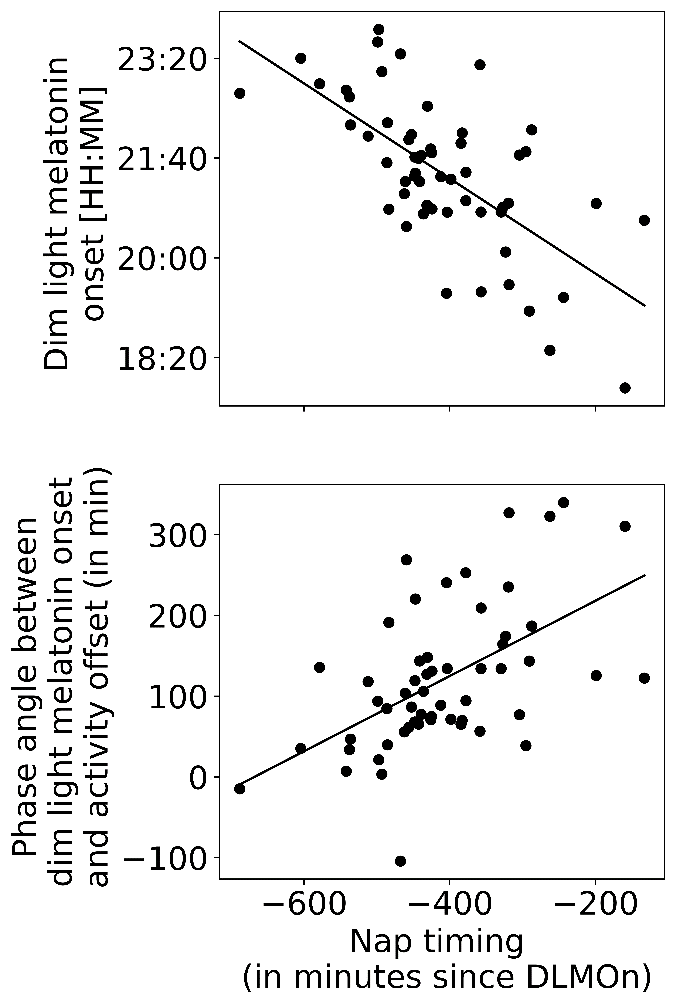 Dim light melatonin
onset [HH:MM]
23:20
21:40
20:00
18:20
Phase angle between
dim light melatonin onset
and activity offset (in min)
300
200
100
0
−100
−600 −400 −200
Nap timing
(in minutes since DLMOn)